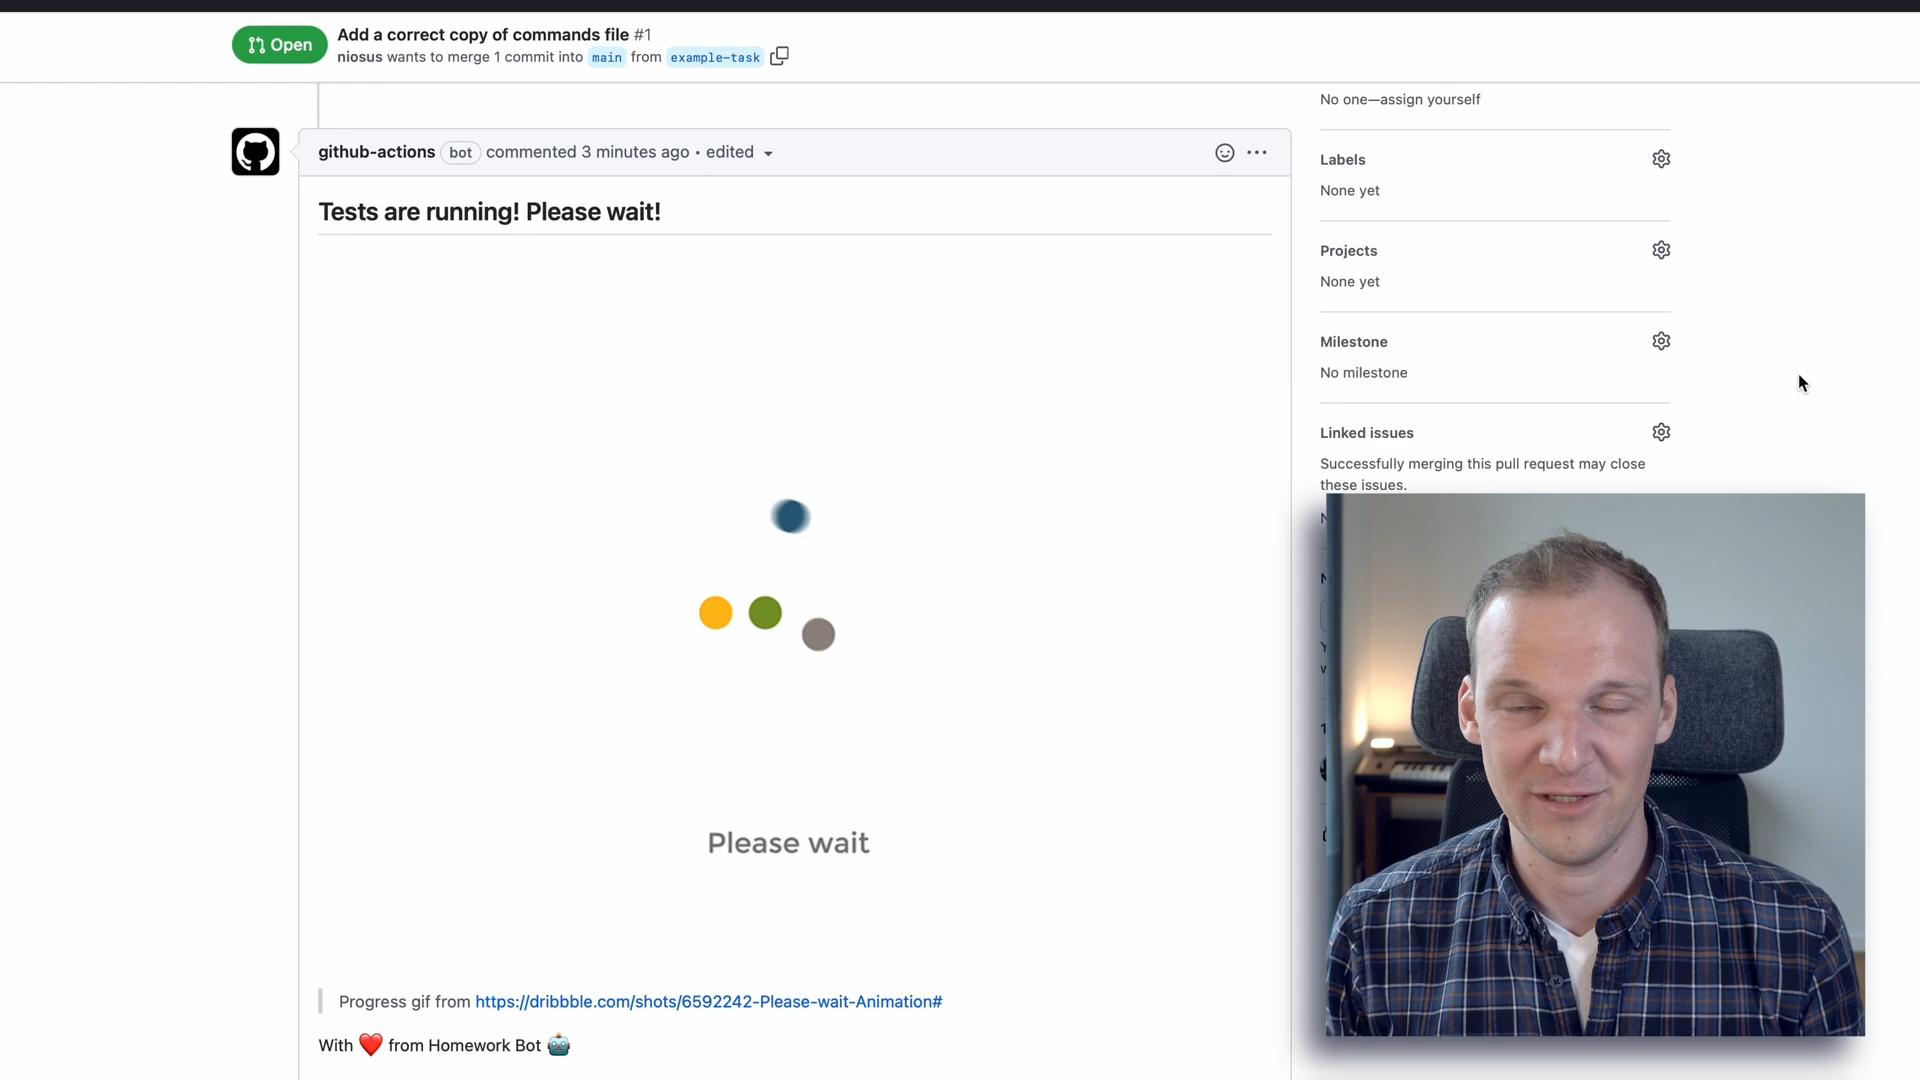 Open
Add a correct copy of commands file #1
niosus wants to merge 1 commit into main from example-task
No one—assign yourself
github-actions bot commented 3 minutes ago • edited
Labels
None yet
Tests are running! Please wait!
Projects
None yet
Milestone
No milestone
Linked issues
Successfully merging this pull request may close
these issues.
Please wait
Progress gif from https://dribbble.com/shots/6592242-Please-wait-Animation#
With ❤️ from Homework Bot 🤖